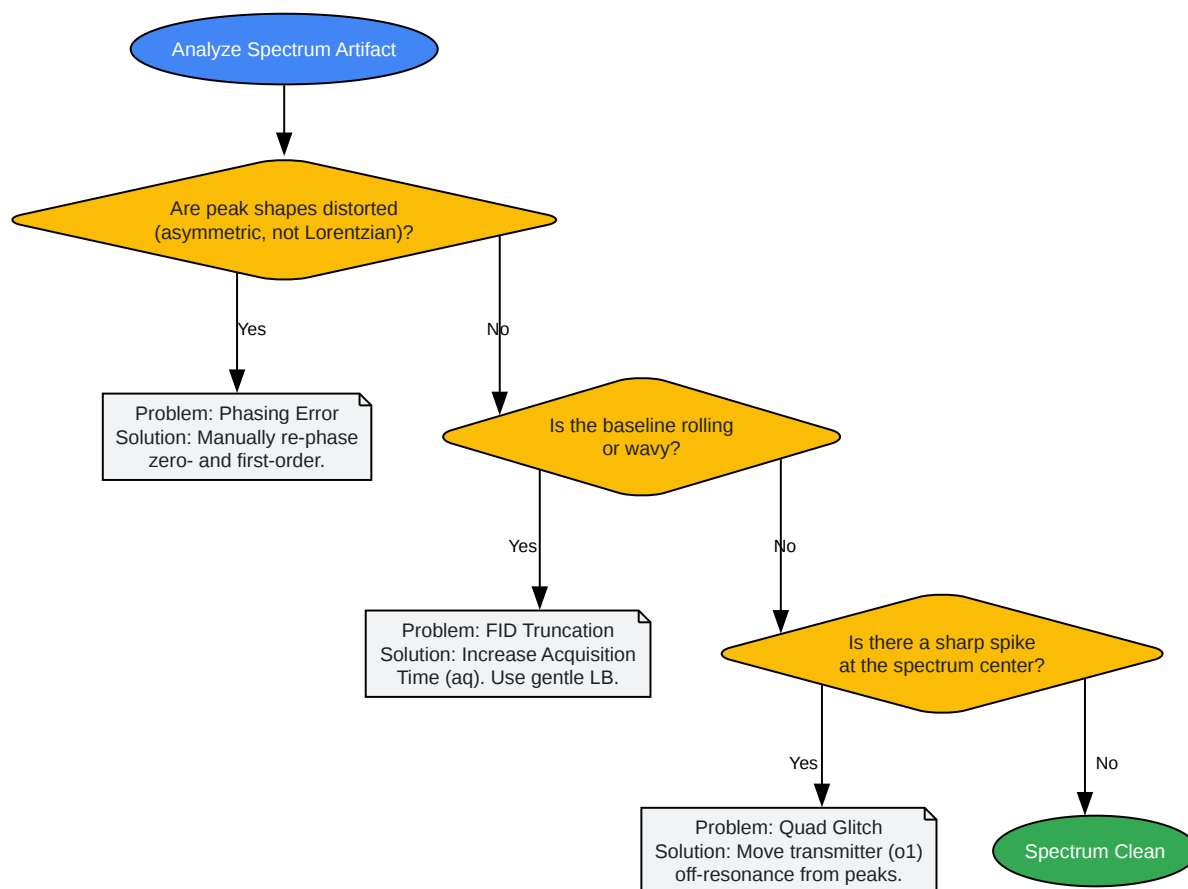 Analyze Spectrum Artifact
Are peak shapes distorted
(asymmetric, not Lorentzian)?
Yes
No
Problem: Phasing Error
Solution: Manually re-phase
zero- and first-order.
Is the baseline rolling
or wavy?
Yes
No
Problem: FID Truncation
Solution: Increase Acquisition
Time (aq). Use gentle LB.
Is there a sharp spike
at the spectrum center?
Yes
No
Problem: Quad Glitch
Solution: Move transmitter (o1)
off-resonance from peaks.
Spectrum Clean